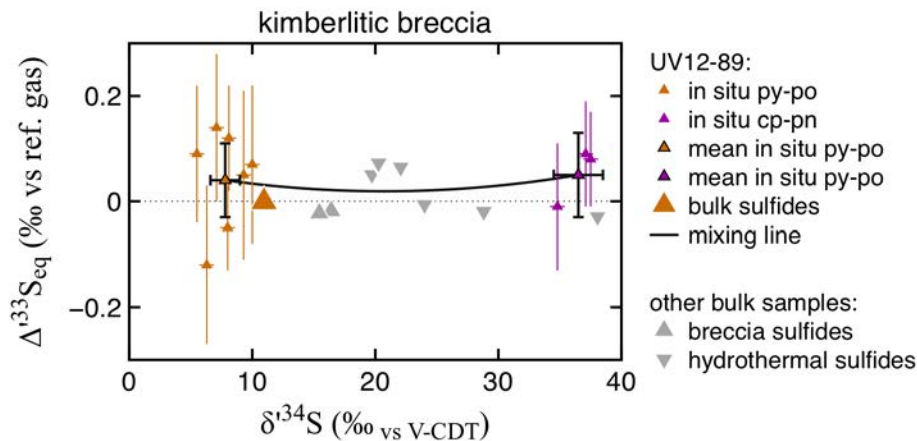 kimberlitic breccia
Δ'³³S_eq (‰ vs ref. gas)
0.2
0
−0.2
0
10
20
30
40
δ'³⁴S (‰ vs V-CDT)
UV12-89:
in situ py-po
in situ cp-pn
mean in situ py-po
mean in situ py-po
bulk sulfides
mixing line
other bulk samples:
breccia sulfides
hydrothermal sulfides